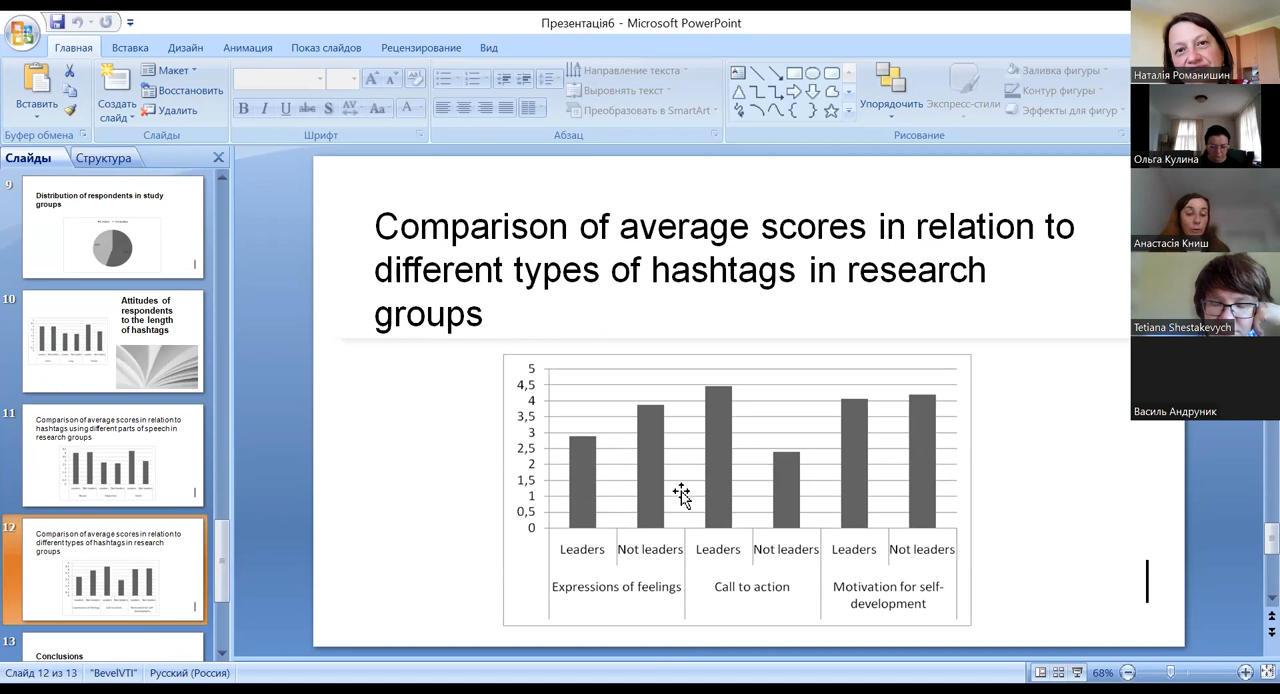 Презентація6 - Microsoft PowerPoint
Главная
Вставка
Дизайн
Анимация
Показ слайдов
Рецензирование
Вид
Вставить
Буфер обмена
Создать
слайд
Макет
Восстановить
Удалить
Слайды
Шрифт
Направление текста
Выровнять текст
Преобразовать в SmartArt
Абзац
Упорядочить
Экспресс-стили
Заливка фигуры
Контур фигуры
Эффекты для фигур
Рисование
Слайды
Структура
9
Distribution of respondents in study
groups
10
Attitudes of
respondents
to the length
of hashtags
11
Comparison of average scores in relation to
hashtags using different parts of speech in
research groups
12
Comparison of average scores in relation to
different types of hashtags in research
groups
13
Conclusions
Comparison of average scores in relation to
different types of hashtags in research
groups
5
4,5
4
3,5
3
2,5
2
1,5
1
0,5
0
Leaders
Not leaders
Leaders
Not leaders
Leaders
Not leaders
Expressions of feelings
Call to action
Motivation for self-
development
Наталія Романишин
Ольга Кулина
Анастасія Книш
Tetiana Shestakevych
Василь Андруник
Слайд 12 из 13
"BevelVTI"
Русский (Россия)
68%